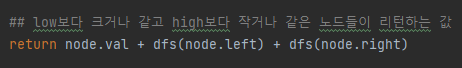 ## low보다 크거나 같고 high보다 작거나 같은 노드들이 리턴하는 값
return node.val + dfs(node.left) + dfs(node.right)